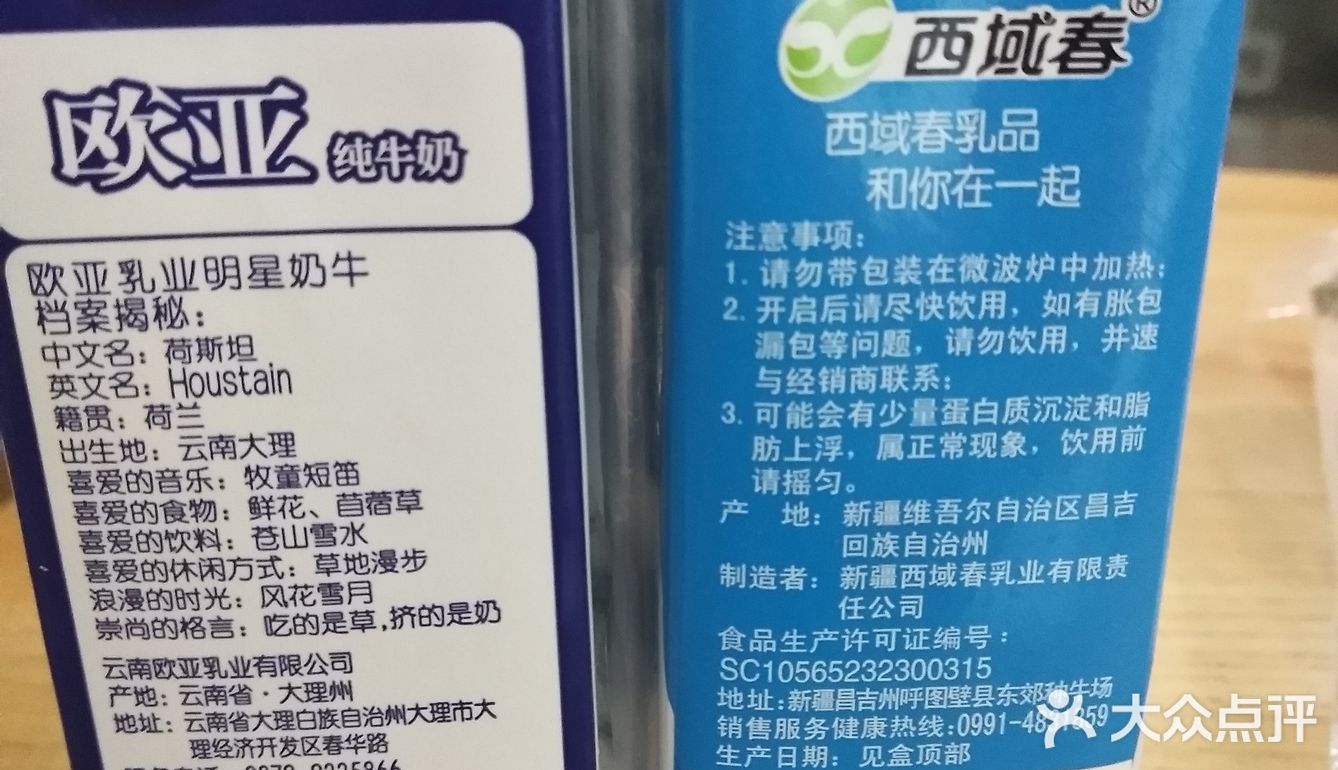 欧亚 纯牛奶
欧亚乳业明星奶牛
档案揭秘：
中文名：荷斯坦
英文名：Houstain
籍贯：荷兰
出生地：云南大理
喜爱的音乐：牧童短笛
喜爱的食物：鲜花、苜蓿草
喜爱的饮料：苍山雪水
喜爱的休闲方式：草地漫步
浪漫的时光：风花雪月
崇尚的格言：吃的是草,挤的是奶
云南欧亚乳业有限公司
产地：云南省·大理州
地址：云南省大理白族自治州大理市大
理经济开发区春华路
西域春®
西域春乳品
和你在一起
注意事项：
1. 请勿带包装在微波炉中加热；
2. 开启后请尽快饮用，如有胀包
漏包等问题，请勿饮用，并速
与经销商联系；
3. 可能会有少量蛋白质沉淀和脂
肪上浮，属正常现象，饮用前
请摇匀。
产 地：新疆维吾尔自治区昌吉
回族自治州
制造者：新疆西域春乳业有限责
任公司
食品生产许可证编号：
SC10565232300315
地址：新疆昌吉州呼图壁县东郊种牛场
销售服务健康热线:0991-
生产日期：见盒顶部
大众点评